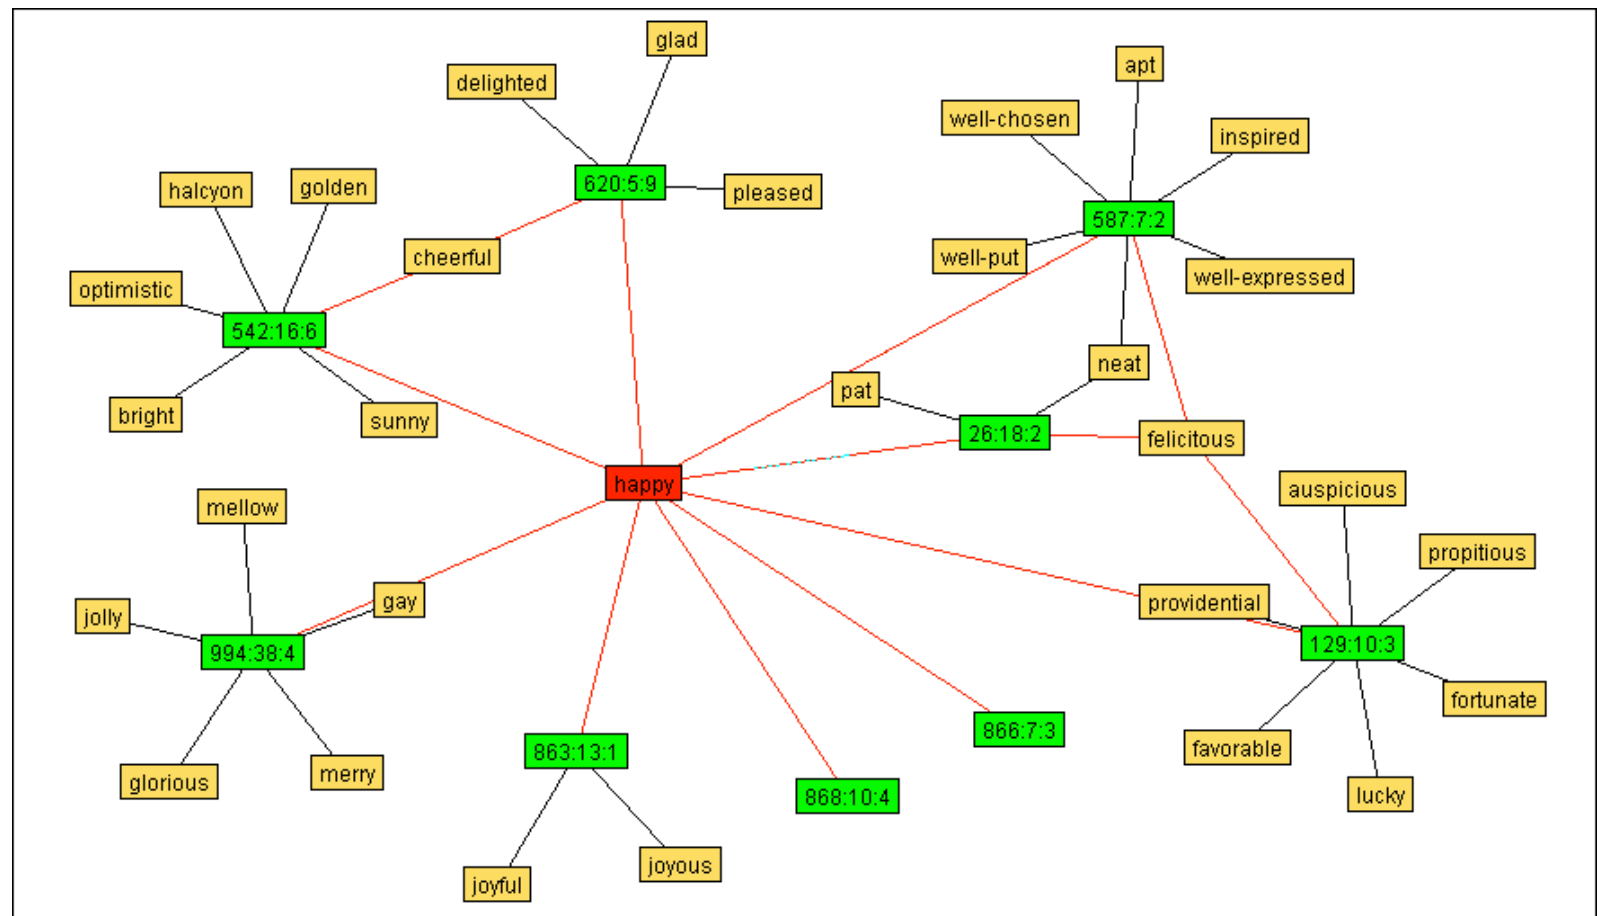 glad
delighted
apt
well-chosen
inspired
620:5:9
pleased
halcyon
golden
587:7:2
cheerful
well-put
well-expressed
optimistic
542:16:6
neat
pat
bright
sunny
26:18:2
felicitous
happy
auspicious
mellow
propitious
gay
providential
jolly
994:38:4
129:10:3
fortunate
866:7:3
favorable
863:13:1
merry
glorious
868:10:4
lucky
joyous
joyful